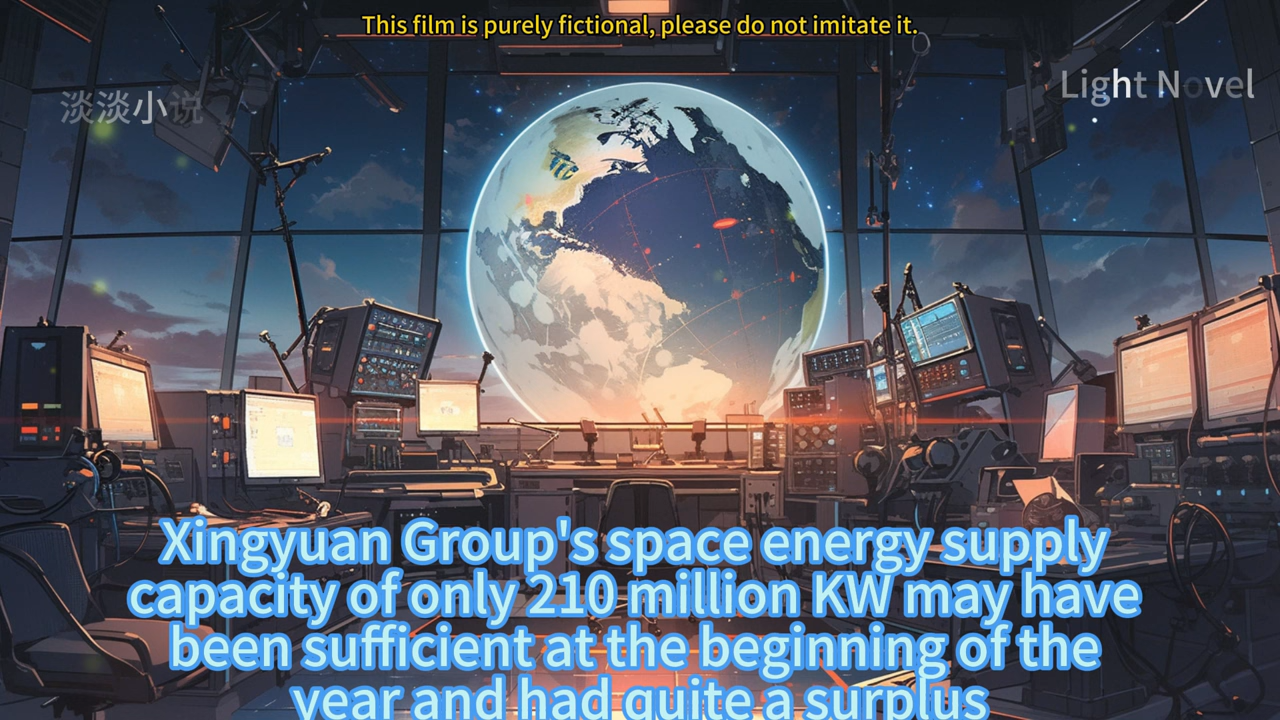 This film is purely fictional, please do not imitate it.
淡淡小说
Light Novel
Xingyuan Group's space energy supply
capacity of only 210 million KW may have
been sufficient at the beginning of the
year and had quite a surplus